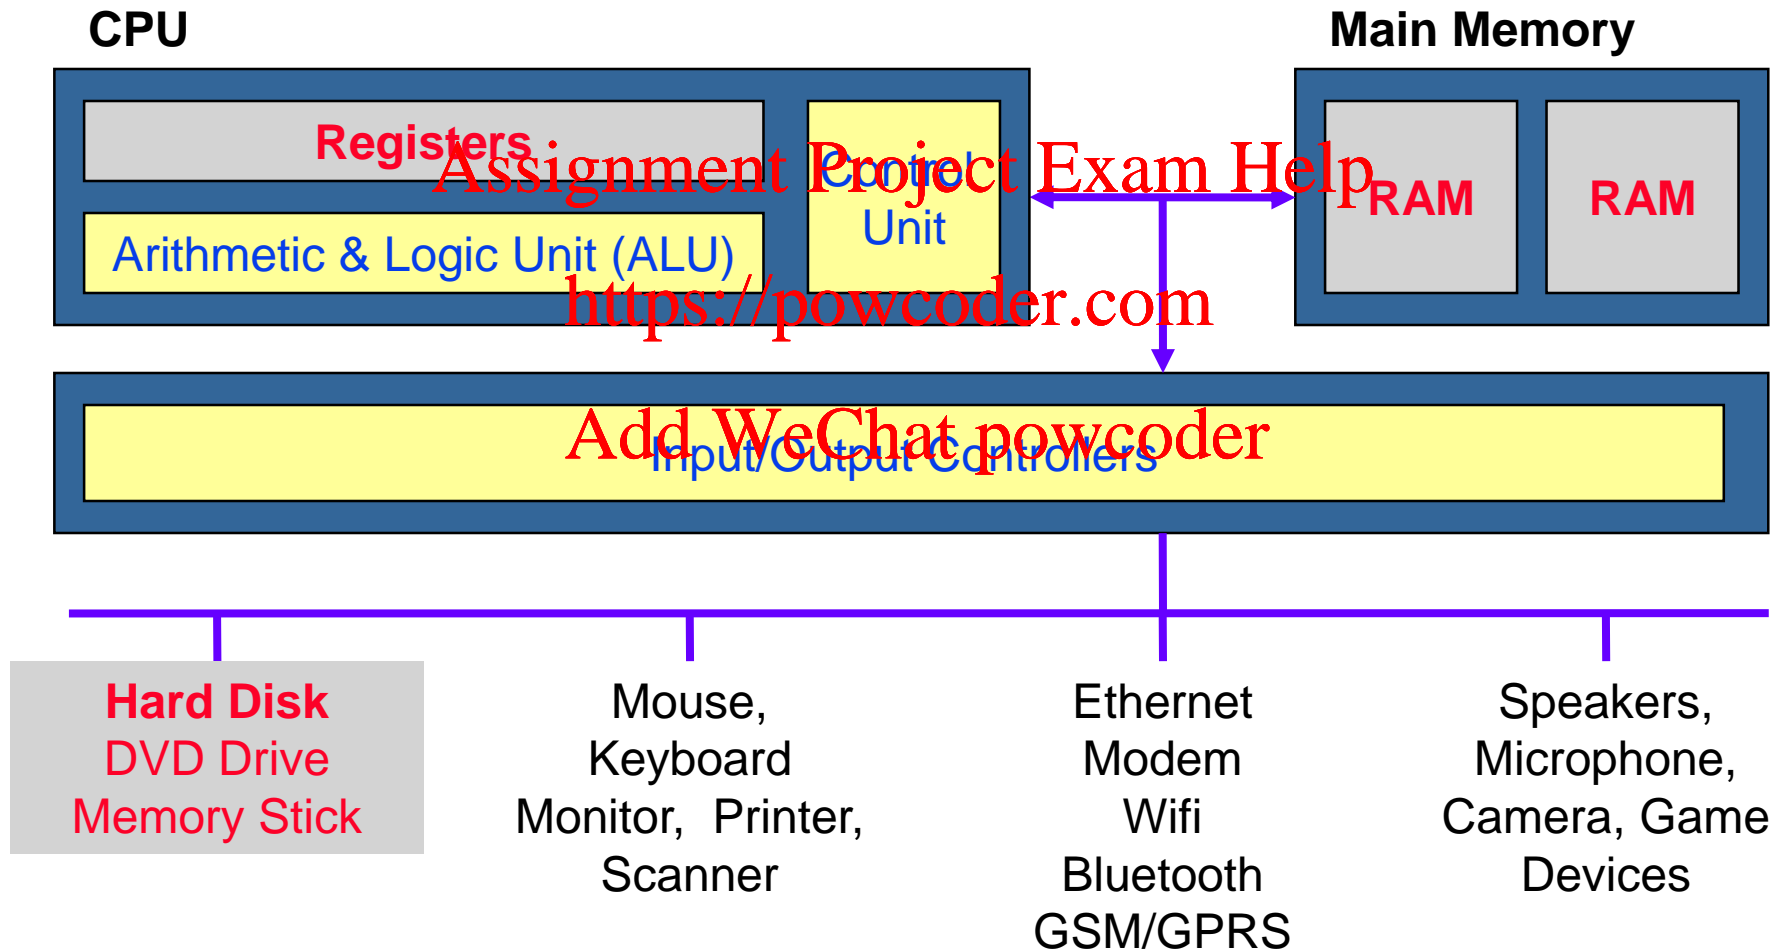 CPU
Main Memory
Registers
Assignment Project Exam Help
Control
Unit
RAM
RAM
Arithmetic & Logic Unit (ALU)
https://powcoder.com
Add WeChat powcoder
Input/Output Controllers
Hard Disk
DVD Drive
Memory Stick
Mouse,
Keyboard
Monitor,  Printer,
Scanner
Ethernet
Modem
Wifi
Bluetooth
GSM/GPRS
Speakers,
Microphone,
Camera, Game
Devices